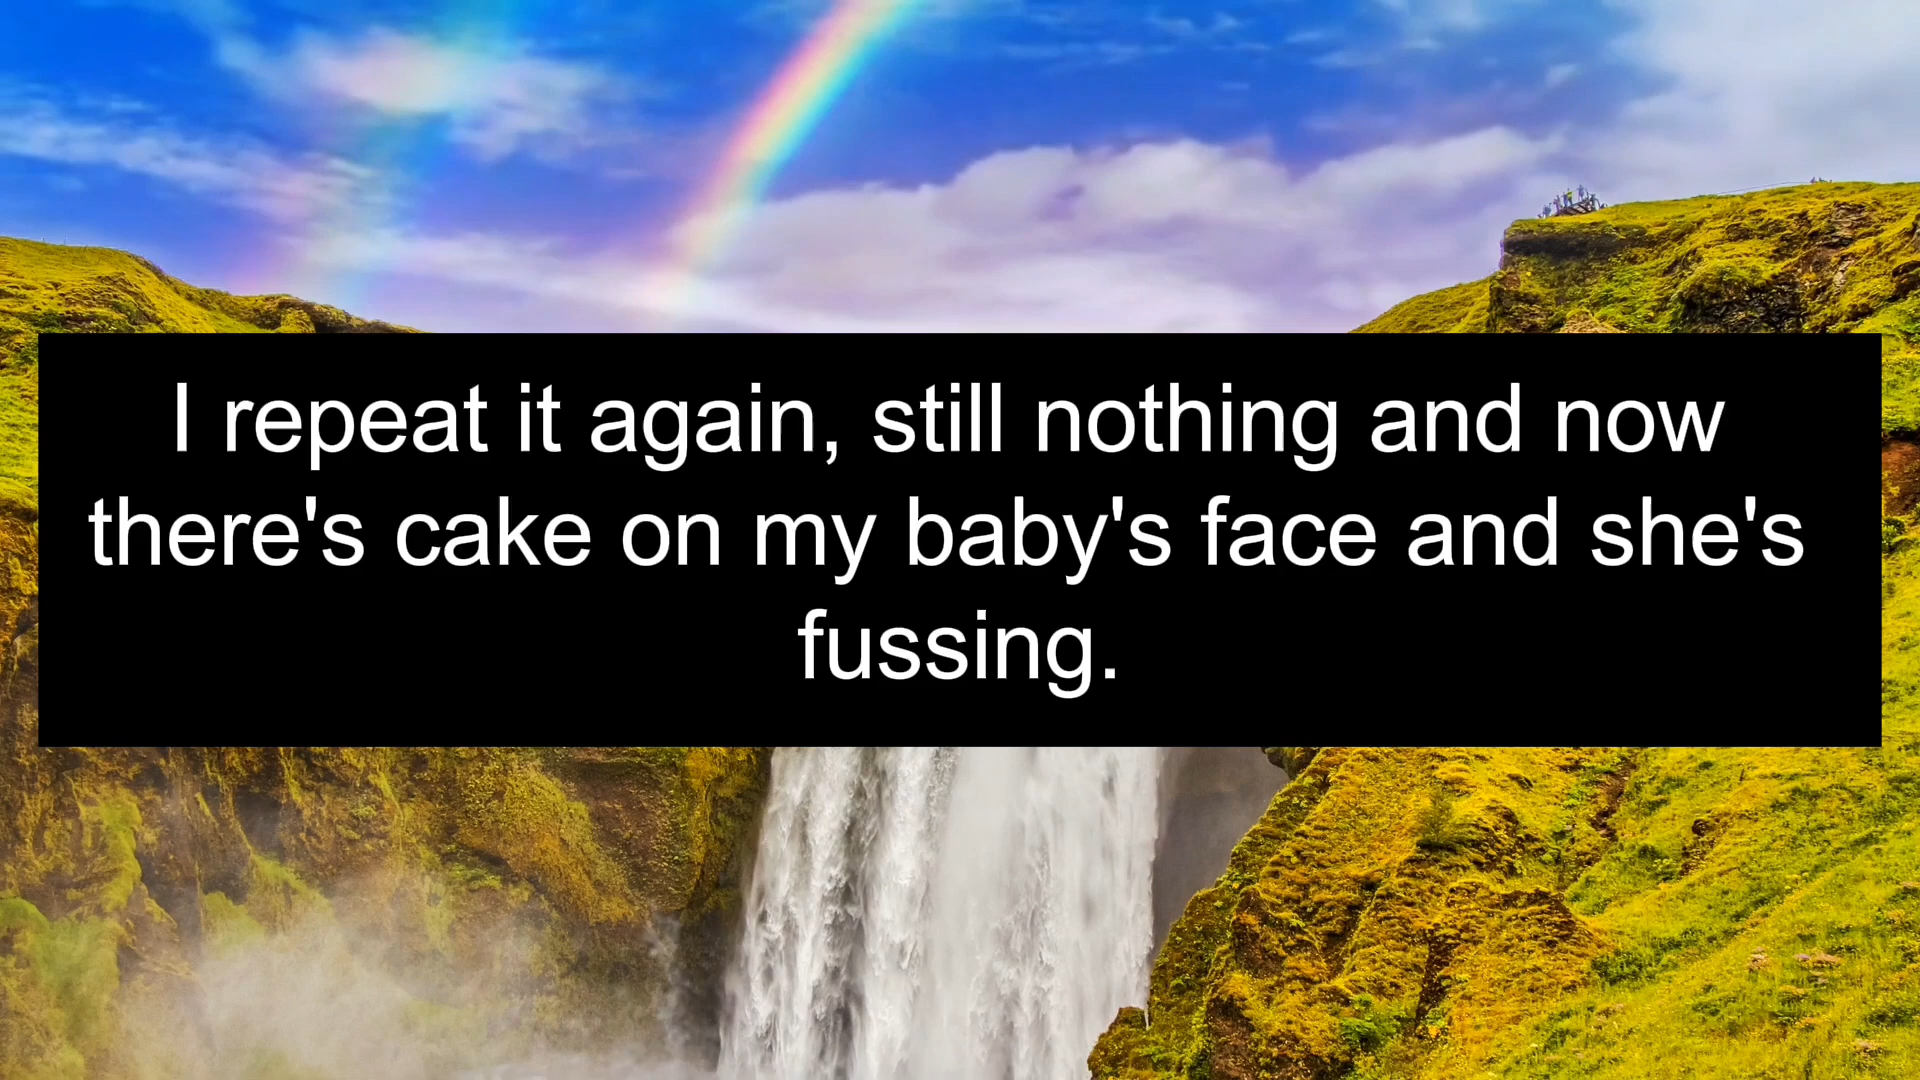 I repeat it again, still nothing and now
there's cake on my baby's face and she's
fussing.